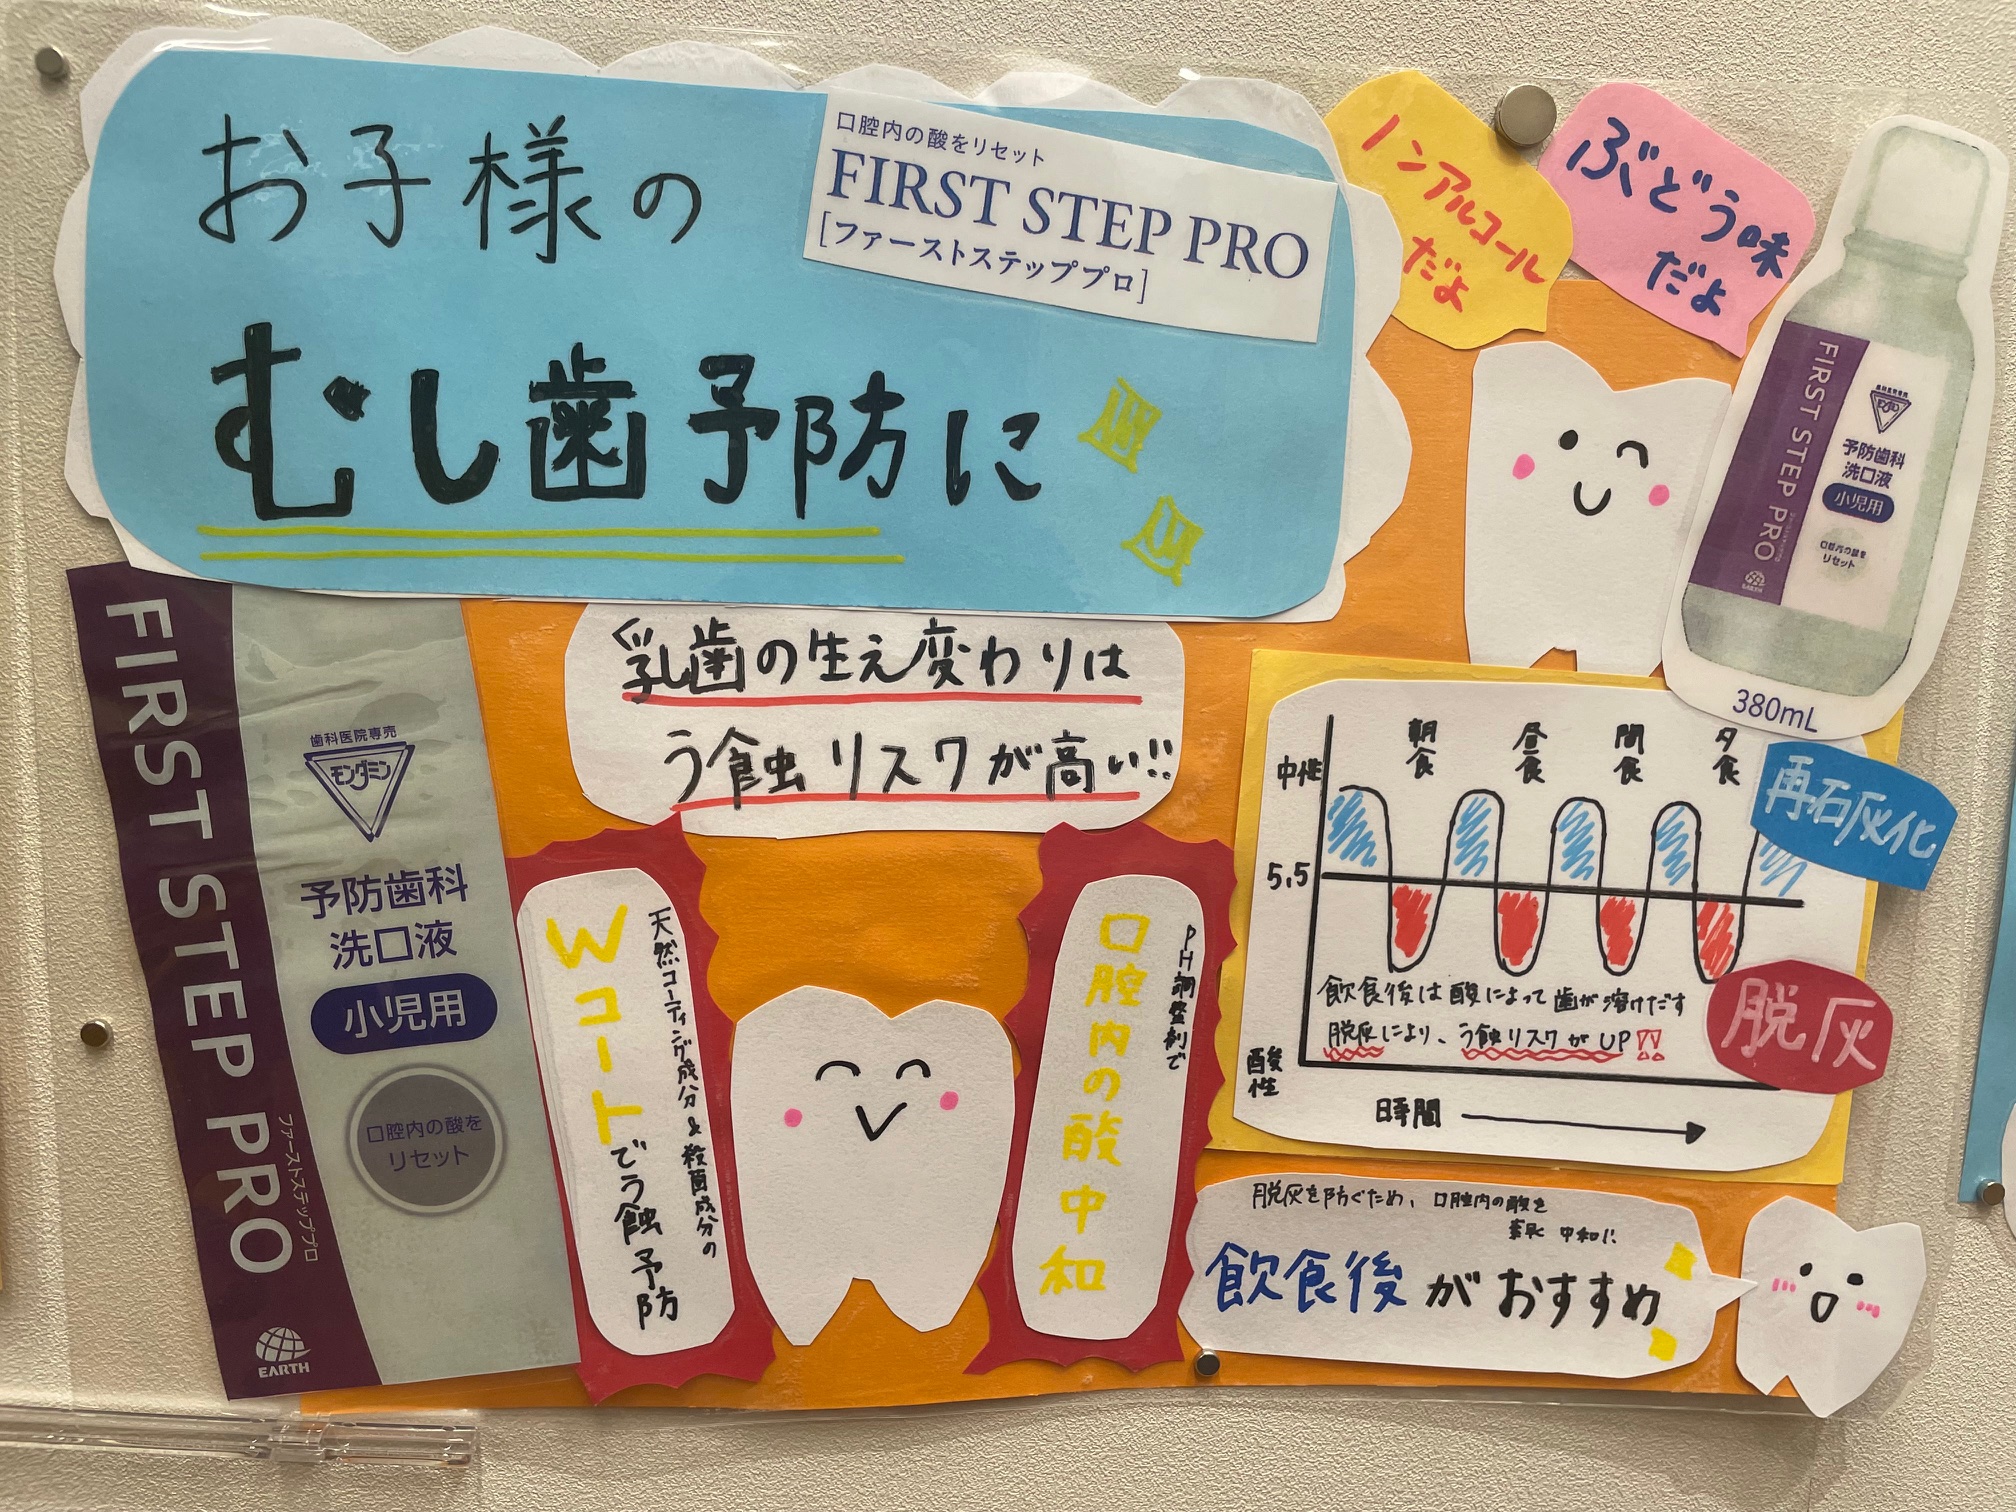 お子様の
口腔内の酸をリセット
FIRST STEP PRO
[ファーストステッププロ]
むし歯予防に
ノンアルコール
だよ
ぶどう味
だよ
FIRST STEP PRO
予防歯科
洗口液
小児用
口腔内の酸を
リセット
EARTH
380mL
FIRST STEP PRO
ファーストステッププロ
歯科医院専売
モンダミン
予防歯科
洗口液
小児用
口腔内の酸を
リセット
EARTH
乳歯の生え変わりは
う蝕リスクが高い!!
天然コーティング成分&殺菌成分の
Wコートでう蝕予防
PH調整剤で
口腔内の酸中和
朝食
昼食
間食
夕食
中性
5.5
酸性
再石灰化
飲食後は酸によって歯が溶けだす
脱灰により、う蝕リスクがUP!!
脱灰
時間
脱灰を防ぐため、口腔内の酸を
中和に
飲食後がおすすめ